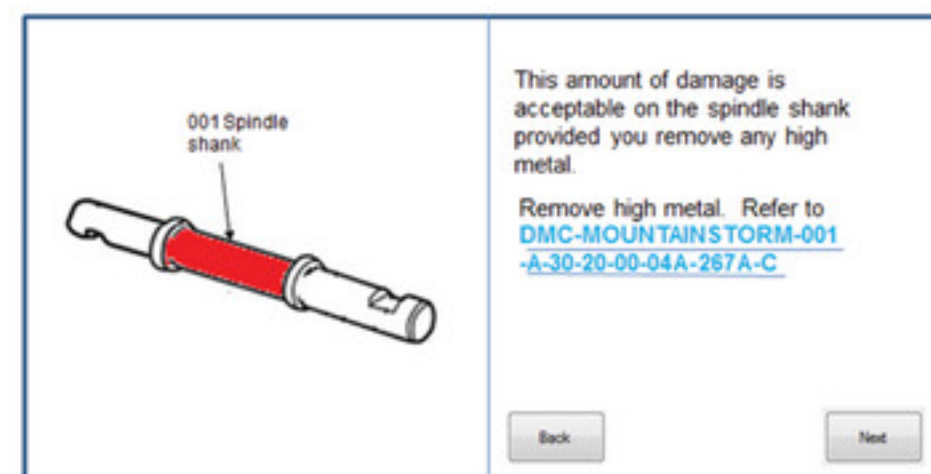 001 Spindle
shank
This amount of damage is
acceptable on the spindle shank
provided you remove any high
metal.
Remove high metal. Refer to
DMC-MOUNTAINSTORM-001
-A-30-20-00-04A-267A-C
Back
Next